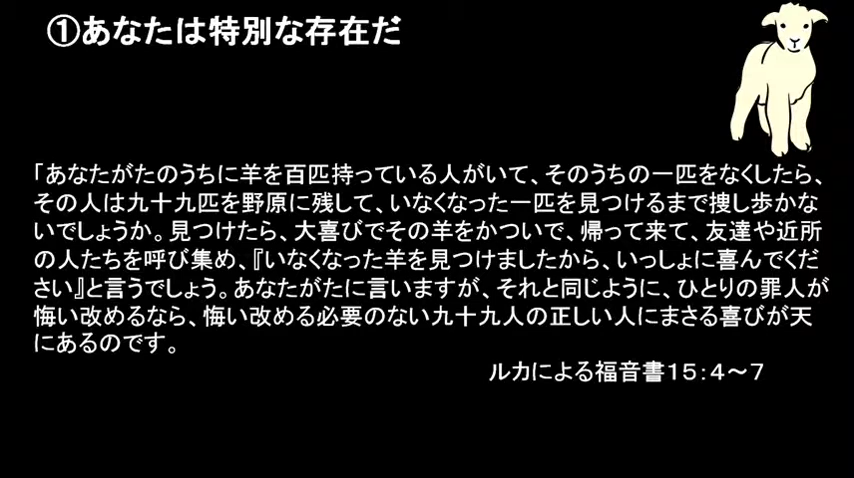 ①あなたは特別な存在だ
「あなたがたのうちに羊を百匹持っている人がいて、そのうちの一匹をなくしたら、
その人は九十九匹を野原に残して、いなくなった一匹を見つけるまで捜し歩かな
いでしょうか。見つけたら、大喜びでその羊をかついで、帰って来て、友達や近所
の人たちを呼び集め、『いなくなった羊を見つけましたから、いっしょに喜んでくだ
さい』と言うでしょう。あなたがたに言いますが、それと同じように、ひとりの罪人が
悔い改めるなら、悔い改める必要のない九十九人の正しい人にまさる喜びが天
にあるのです。
ルカによる福音書１５：４～７